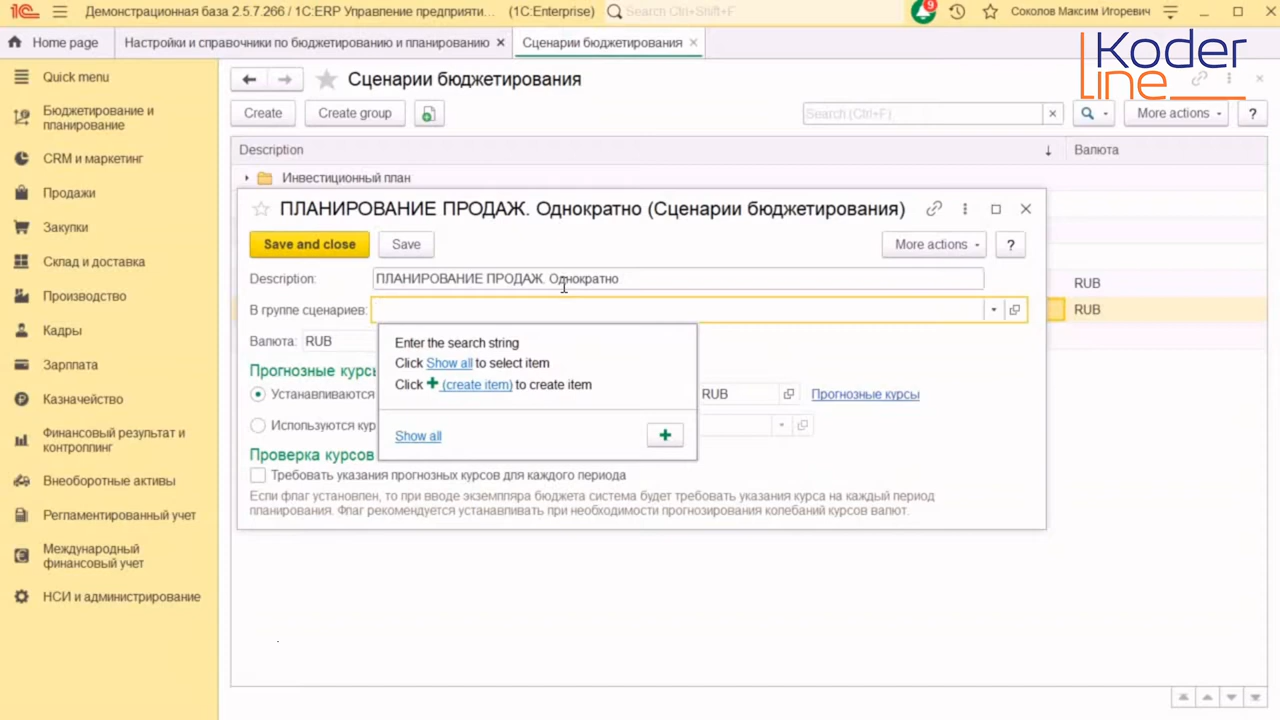 Демонстрационная база 2.5.7.266 / 1С:ERP Управление предприяти... (1C:Enterprise) Search Ctrl+Shift+F 9 Соколов Максим Игоревич
Home page Настройки и справочники по бюджетированию и планированию × Сценарии бюджетирования ×
Koder
line
Quick menu
Бюджетирование и
планирование
CRM и маркетинг
Продажи
Закупки
Склад и доставка
Производство
Кадры
Зарплата
Казначейство
Финансовый результат и
контроллинг
Внеоборотные активы
Регламентированный учет
Международный
финансовый учет
НСИ и администрирование
Сценарии бюджетирования
Create Create group Search (Ctrl+F) × More actions ?
Description ↓ Валюта
Инвестиционный план
RUB
RUB
ПЛАНИРОВАНИЕ ПРОДАЖ. Однократно (Сценарии бюджетирования)
Save and close Save More actions ?
Description: ПЛАНИРОВАНИЕ ПРОДАЖ. Однократно
В группе сценариев:
Валюта: RUB
Enter the search string
Click Show all to select item
Click + (create item) to create item
Show all +
Прогнозные курсы
Устанавливаются RUB Прогнозные курсы
Используются кур
Проверка курсов
Требовать указания прогнозных курсов для каждого периода
Если флаг установлен, то при вводе экземпляра бюджета система будет требовать указания курса на каждый период
планирования. Флаг рекомендуется устанавливать при необходимости прогнозирования колебаний курсов валют.